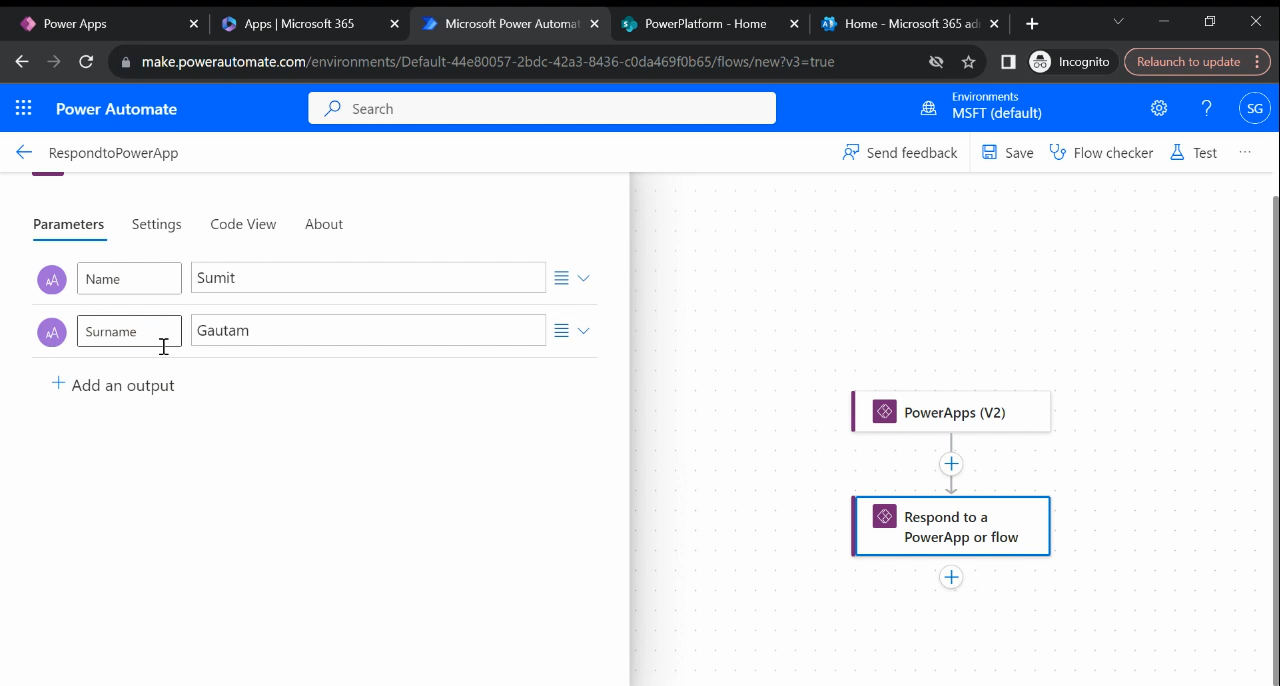 Power Apps
Apps | Microsoft 365
Microsoft Power Automat
PowerPlatform - Home
Home - Microsoft 365 ad
make.powerautomate.com/environments/Default-44e80057-2bdc-42a3-8436-c0da469f0b65/flows/new?v3=true
Incognito
Relaunch to update
Power Automate
Search
Environments
MSFT (default)
?
SG
RespondtoPowerApp
Send feedback
Save
Flow checker
Test
Parameters
Settings
Code View
About
AA
Name
Sumit
AA
Surname
Gautam
Add an output
PowerApps (V2)
Respond to a
PowerApp or flow